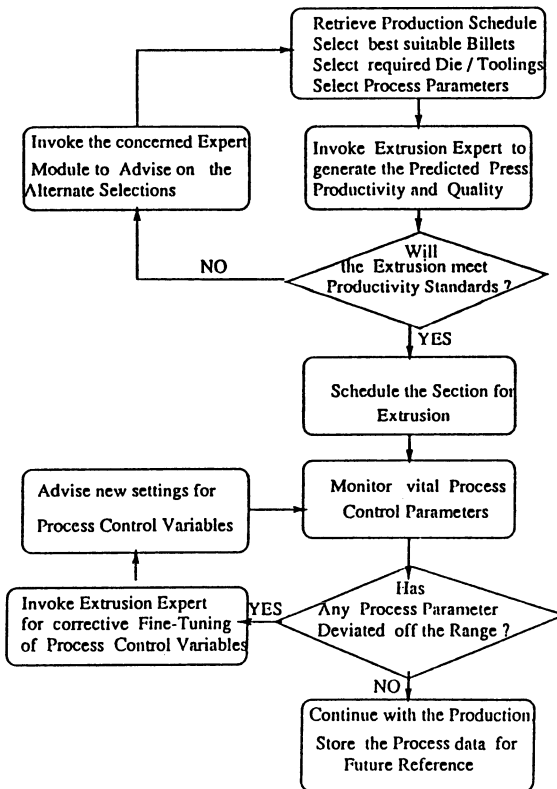 Retrieve Production Schedule
Select best suitable Billets
Select required Die / Toolings
Select Process Parameters
Invoke the concerned Expert
Module to Advise on the
Alternate Selections
Invoke Extrusion Expert to
generate the Predicted Press
Productivity and Quality
Will
the Extrusion meet
Productivity Standards ?
NO
YES
Schedule the Section for
Extrusion
Advise new settings for
Process Control Variables
Monitor vital Process
Control Parameters
Has
Any Process Parameter
Deviated off the Range ?
YES
Invoke Extrusion Expert
for corrective Fine-Tuning
of Process Control Variables
NO
Continue with the Production
Store the Process data for
Future Reference